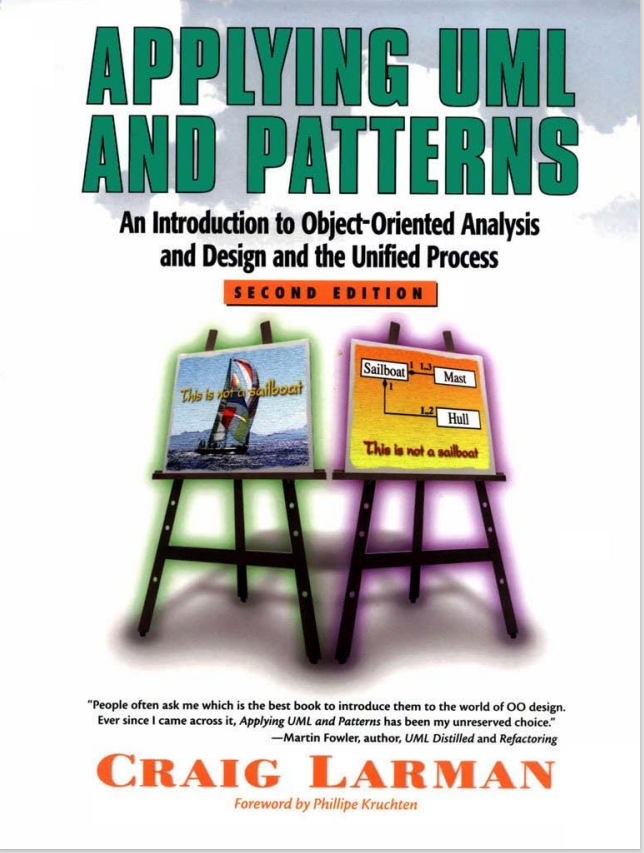 APPLYING UML
AND PATTERNS
An Introduction to Object-Oriented Analysis
and Design and the Unified Process
SECOND EDITION
This is not a sailboat
Sailboat 1 1..3 Mast
1
1..2 Hull
This is not a sailboat
"People often ask me which is the best book to introduce them to the world of OO design.
Ever since I came across it, Applying UML and Patterns has been my unreserved choice."
—Martin Fowler, author, UML Distilled and Refactoring
CRAIG LARMAN
Foreword by Phillipe Kruchten